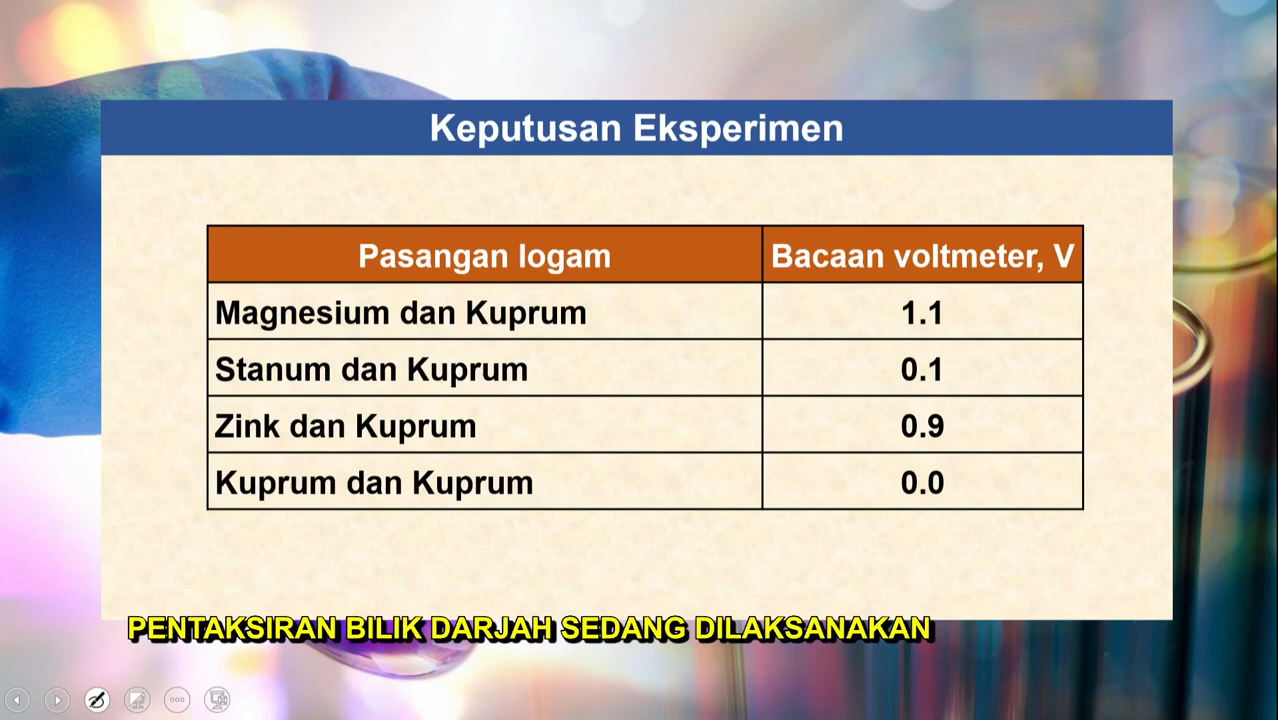 Keputusan Eksperimen
Pasangan logam Bacaan voltmeter, V
Magnesium dan Kuprum 1.1
Stanum dan Kuprum 0.1
Zink dan Kuprum 0.9
Kuprum dan Kuprum 0.0
PENTAKSIRAN BILIK DARJAH SEDANG DILAKSANAKAN